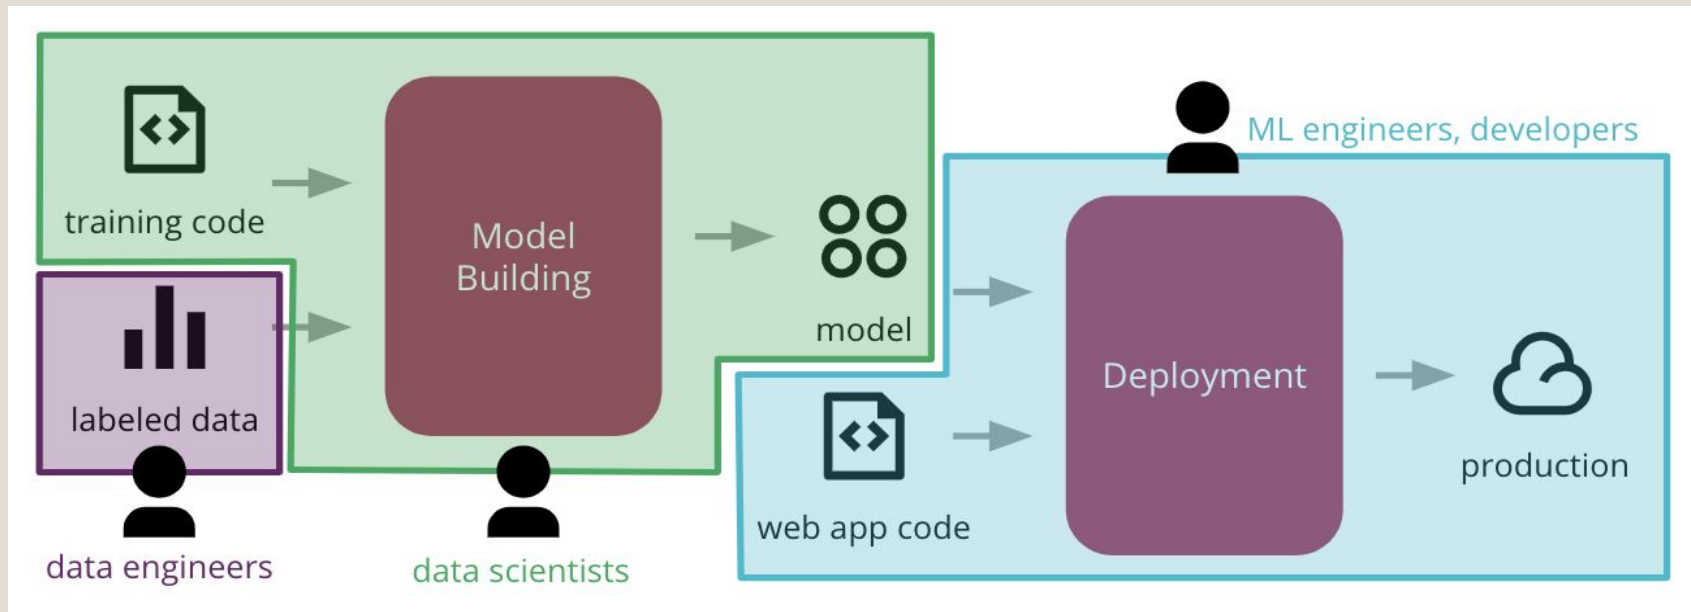 training code
labeled data
data engineers
Model
Building
data scientists
model
ML engineers, developers
web app code
Deployment
production